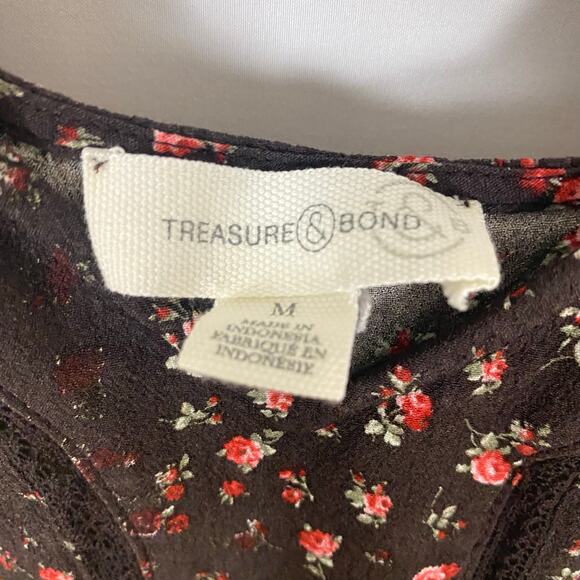 TREASURE & BOND
M
MADE IN
INDONESIA
FABRIQUÉ EN
INDONÉSIE